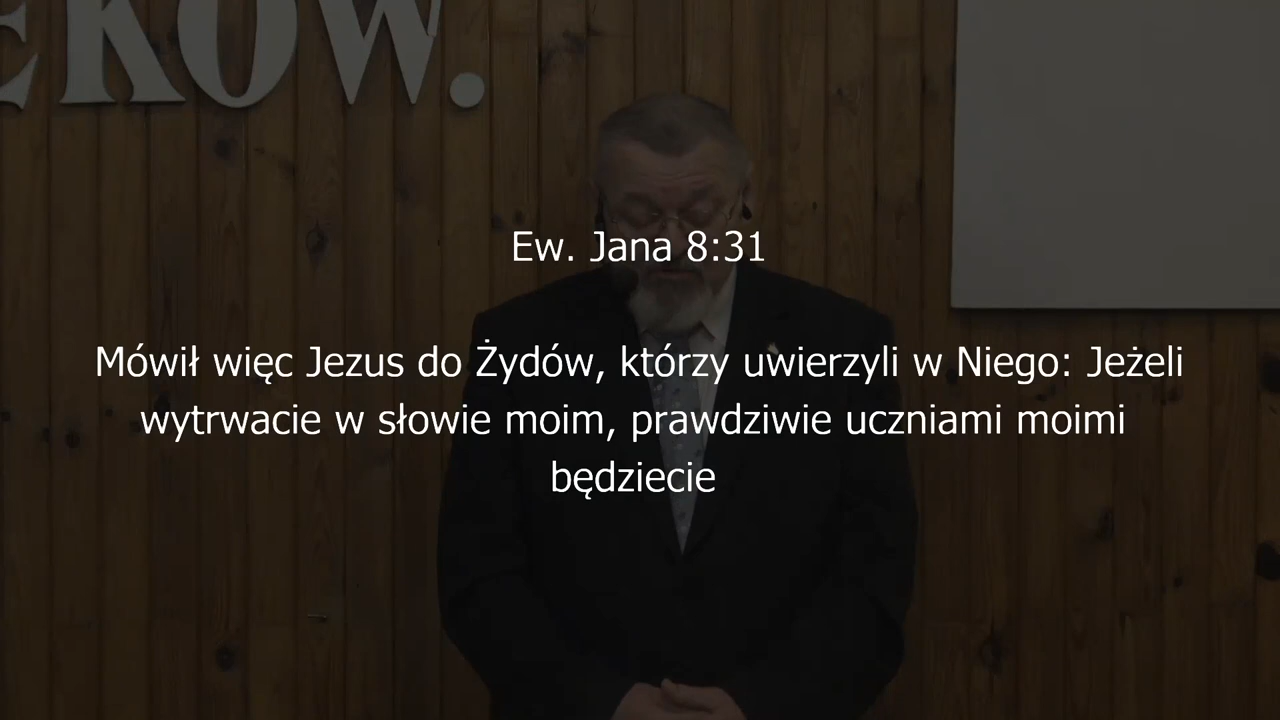 EKÓW.
Ew. Jana 8:31
Mówił więc Jezus do Żydów, którzy uwierzyli w Niego: Jeżeli
wytrwacie w słowie moim, prawdziwie uczniami moimi
będziecie